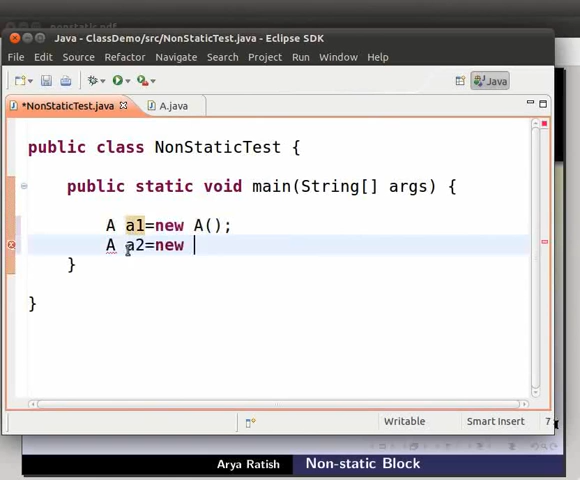 Java - ClassDemo/src/NonStaticTest.java - Eclipse SDK
File Edit Source Refactor Navigate Search Project Run Window Help
Java
*NonStaticTest.java A.java
public class NonStaticTest {
public static void main(String[] args) {
A a1=new A();
A a2=new
}
}
Writable Smart Insert 7
Arya Ratish Non-static Block